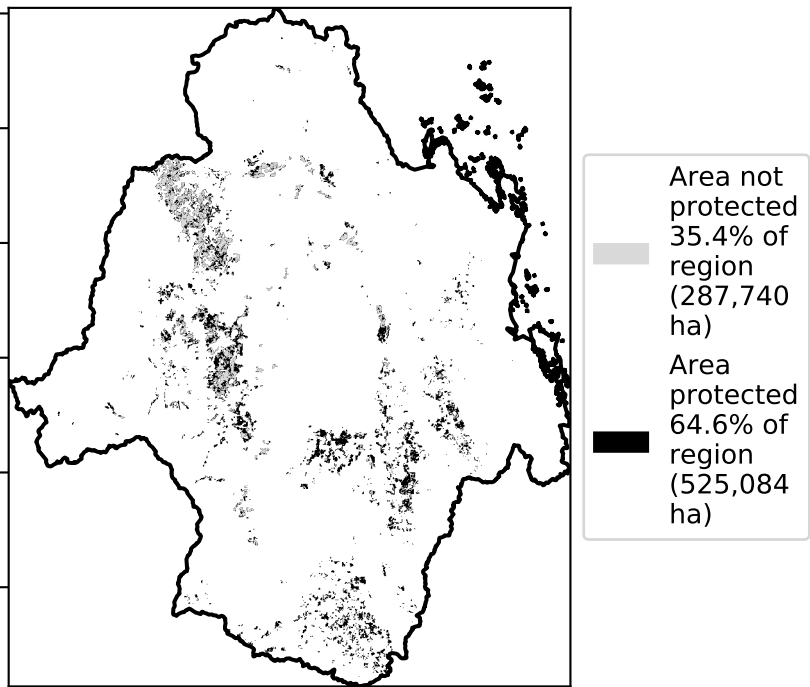 Area not
protected
35.4% of
region
(287,740
ha)
Area
protected
64.6% of
region
(525,084
ha)